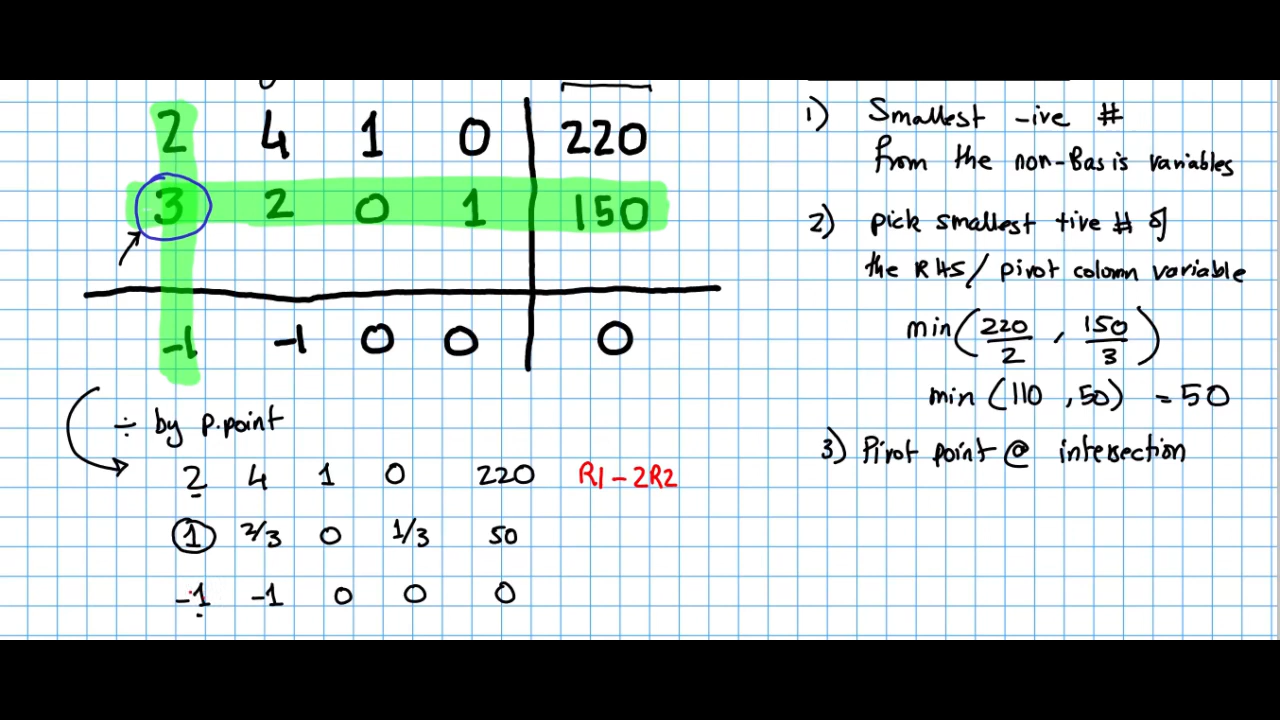 2 4 1 0 220
3 2 0 1 150
-1 -1 0 0 0
÷ by p.point
2 4 1 0 220 R1 - 2R2
1 2/3 0 1/3 50
-1 -1 0 0 0
1) Smallest -ive #
from the non-Basis variables
2) pick smallest +ive # of
the RHS / pivot column variable
min(220/2 , 150/3)
min (110 , 50) = 50
3) Pivot point @ intersection